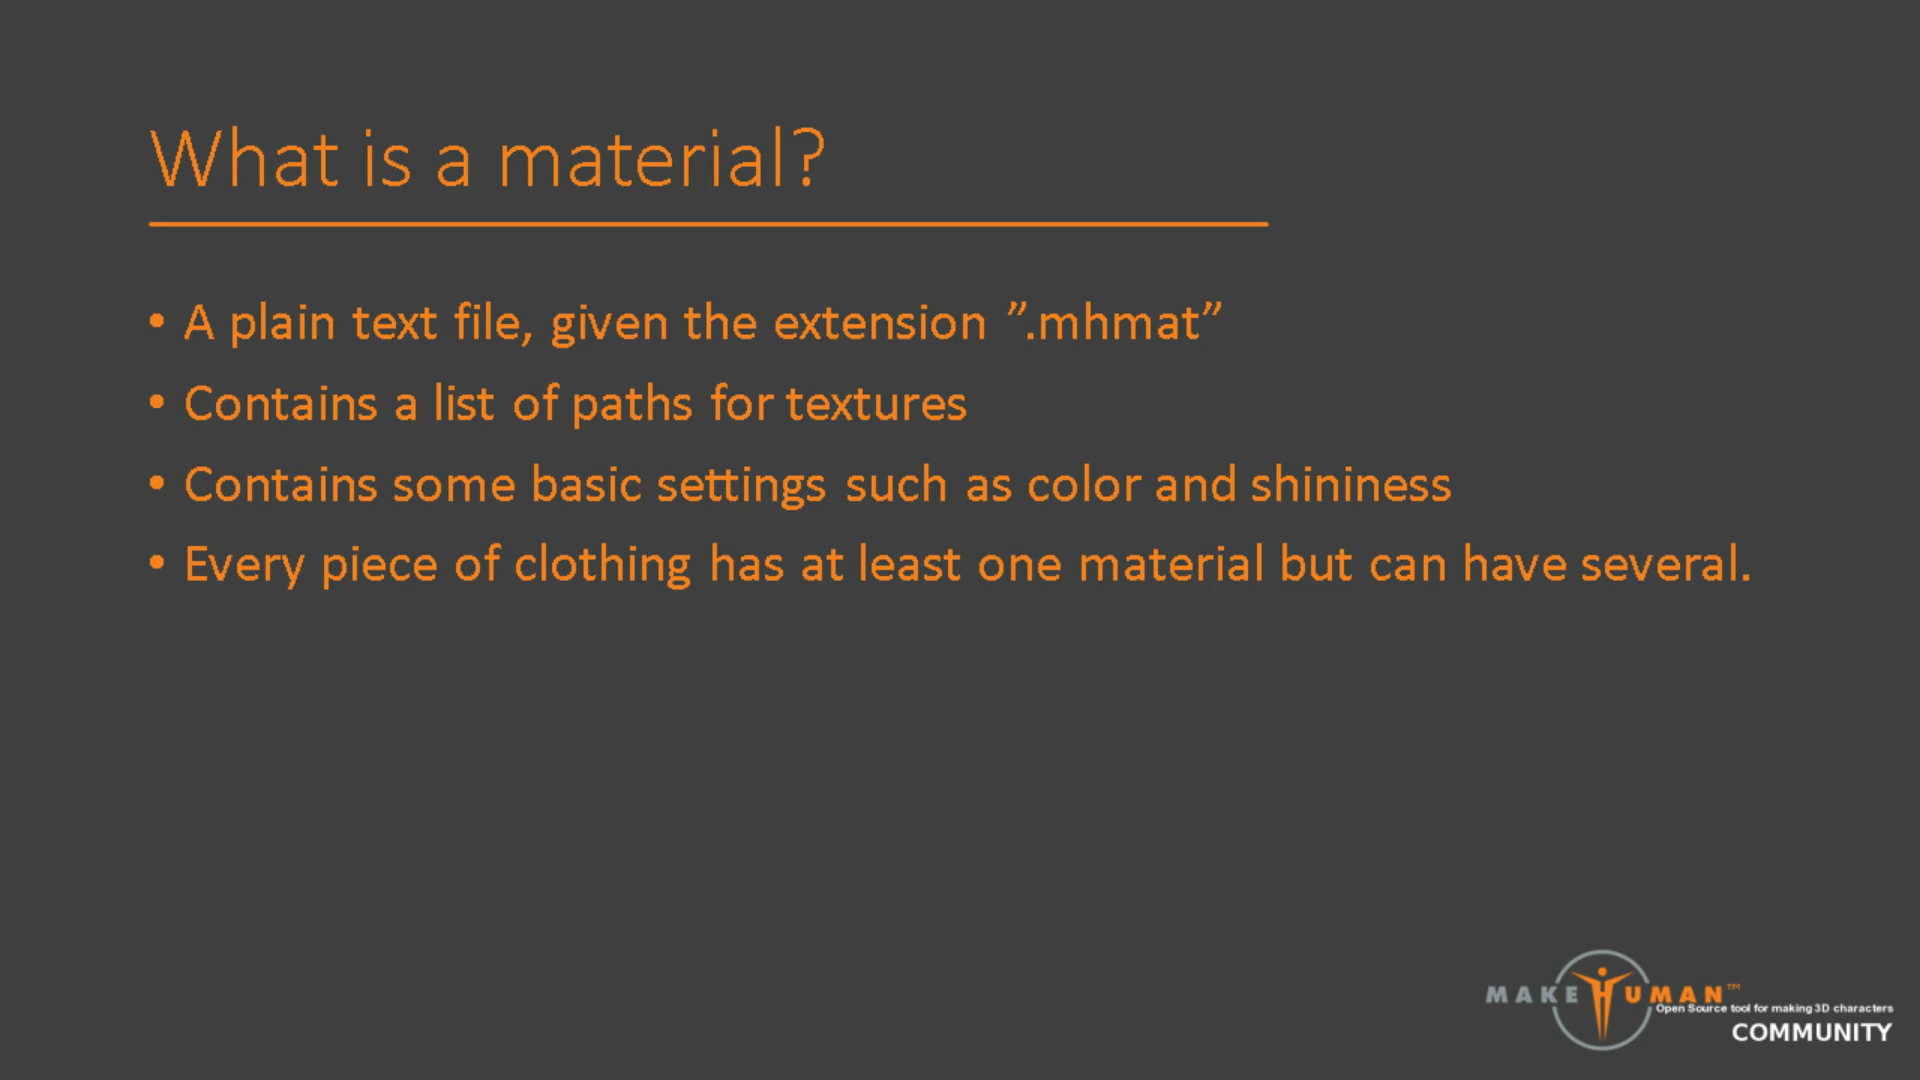 What is a material?
• A plain text file, given the extension ”.mhmat”
• Contains a list of paths for textures
• Contains some basic settings such as color and shininess
• Every piece of clothing has at least one material but can have several.
MAKEHUMAN™
Open Source tool for making 3D characters
COMMUNITY